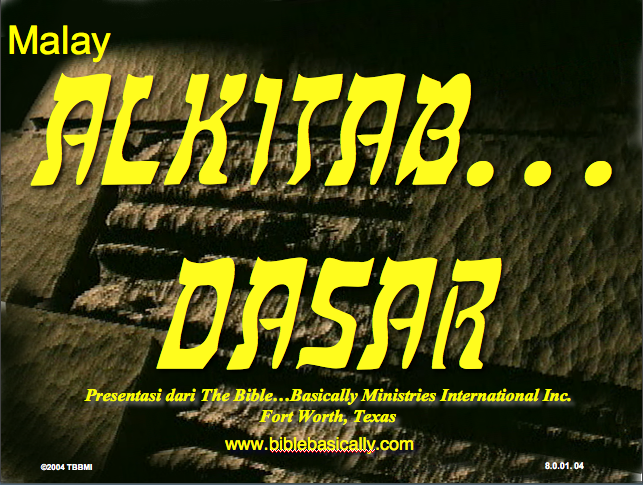 Malay
ALKITAB...
DASAR
Presentasi dari The Bible...Basically Ministries International Inc.
Fort Worth, Texas
www.biblebasically.com
©2004 TBBMI
8.0.01. 04